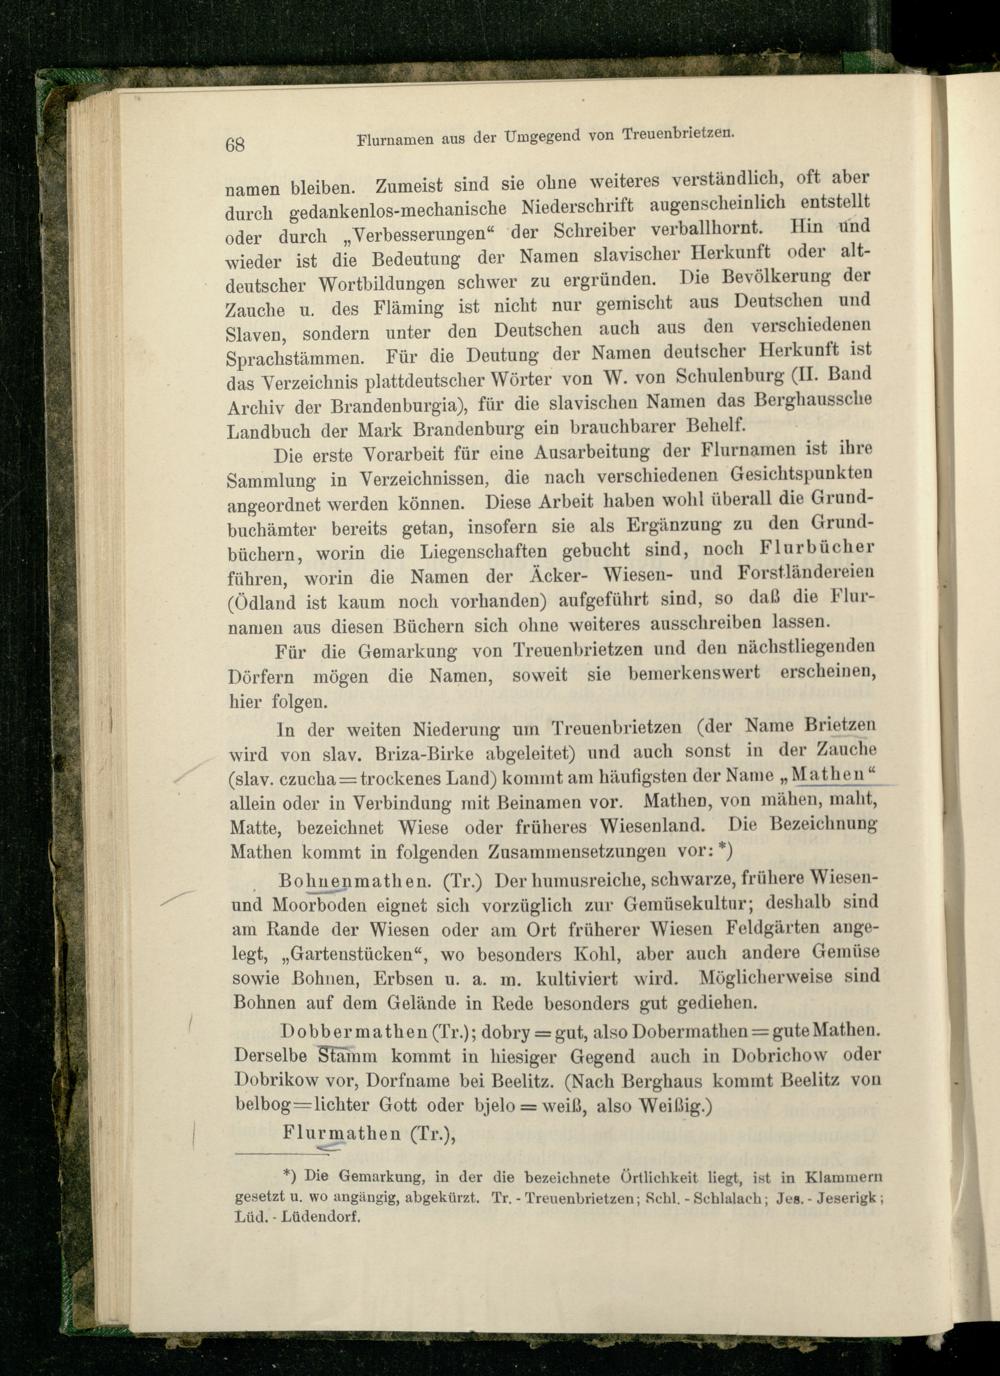 68
Flurnamen aus der Umgegend von Treuenbrietzen.
namen bleiben. Zumeist sind sie ohne weiteres verständlich, oft aber
durch gedankenlos-mechanische Niederschrift augenscheinlich entstellt
oder durch „Verbesserungen“ der Schreiber verballhornt. Hin und
wieder ist die Bedeutung der Namen slavischer Herkunft oder alt-
deutscher Wortbildungen schwer zu ergründen. Die Bevölkerung der
Zauche u. des Fläming ist nicht nur gemischt aus Deutschen und
Slaven, sondern unter den Deutschen auch aus den verschiedenen
Sprachstämmen. Für die Deutung der Namen deutscher Herkunft ist
das Verzeichnis plattdeutscher Wörter von W. von Schulenburg (II. Band
Archiv der Brandenburgia), für die slavischen Namen das Berghaussche
Landbuch der Mark Brandenburg ein brauchbarer Behelf.
Die erste Vorarbeit für eine Ausarbeitung der Flurnamen ist ihre
Sammlung in Verzeichnissen, die nach verschiedenen Gesichtspunkten
angeordnet werden können. Diese Arbeit haben wohl überall die Grund-
buchämter bereits getan, insofern sie als Ergänzung zu den Grund-
büchern, worin die Liegenschaften gebucht sind, noch Flurbücher
führen, worin die Namen der Äcker- Wiesen- und Forstländereien
(Ödland ist kaum noch vorhanden) aufgeführt sind, so daß die Flur-
namen aus diesen Büchern sich ohne weiteres ausschreiben lassen.
Für die Gemarkung von Treuenbrietzen und den nächstliegenden
Dörfern mögen die Namen, soweit sie bemerkenswert erscheinen,
hier folgen.
In der weiten Niederung um Treuenbrietzen (der Name Brietzen
wird von slav. Briza-Birke abgeleitet) und auch sonst in der Zauche
(slav. czucha = trockenes Land) kommt am häufigsten der Name „Mathen“
allein oder in Verbindung mit Beinamen vor. Mathen, von mähen, maht,
Matte, bezeichnet Wiese oder früheres Wiesenland. Die Bezeichnung
Mathen kommt in folgenden Zusammensetzungen vor: *)
Bohnenmathen. (Tr.) Der humusreiche, schwarze, frühere Wiesen-
und Moorboden eignet sich vorzüglich zur Gemüsekultur; deshalb sind
am Rande der Wiesen oder am Ort früherer Wiesen Feldgärten ange-
legt, „Gartenstücken“, wo besonders Kohl, aber auch andere Gemüse
sowie Bohnen, Erbsen u. a. m. kultiviert wird. Möglicherweise sind
Bohnen auf dem Gelände in Rede besonders gut gediehen.
Dobbermathen (Tr.); dobry = gut, also Dobermathen = gute Mathen.
Derselbe Stamm kommt in hiesiger Gegend auch in Dobrichow oder
Dobrikow vor, Dorfname bei Beelitz. (Nach Berghaus kommt Beelitz von
belbog = lichter Gott oder bjelo = weiß, also Weißig.)
Flurmathen (Tr.),
*) Die Gemarkung, in der die bezeichnete Örtlichkeit liegt, ist in Klammern
gesetzt u. wo angängig, abgekürzt. Tr. - Treuenbrietzen; Schl. - Schlalach; Jes. - Jeserigk;
Lüd. - Lüdendorf.